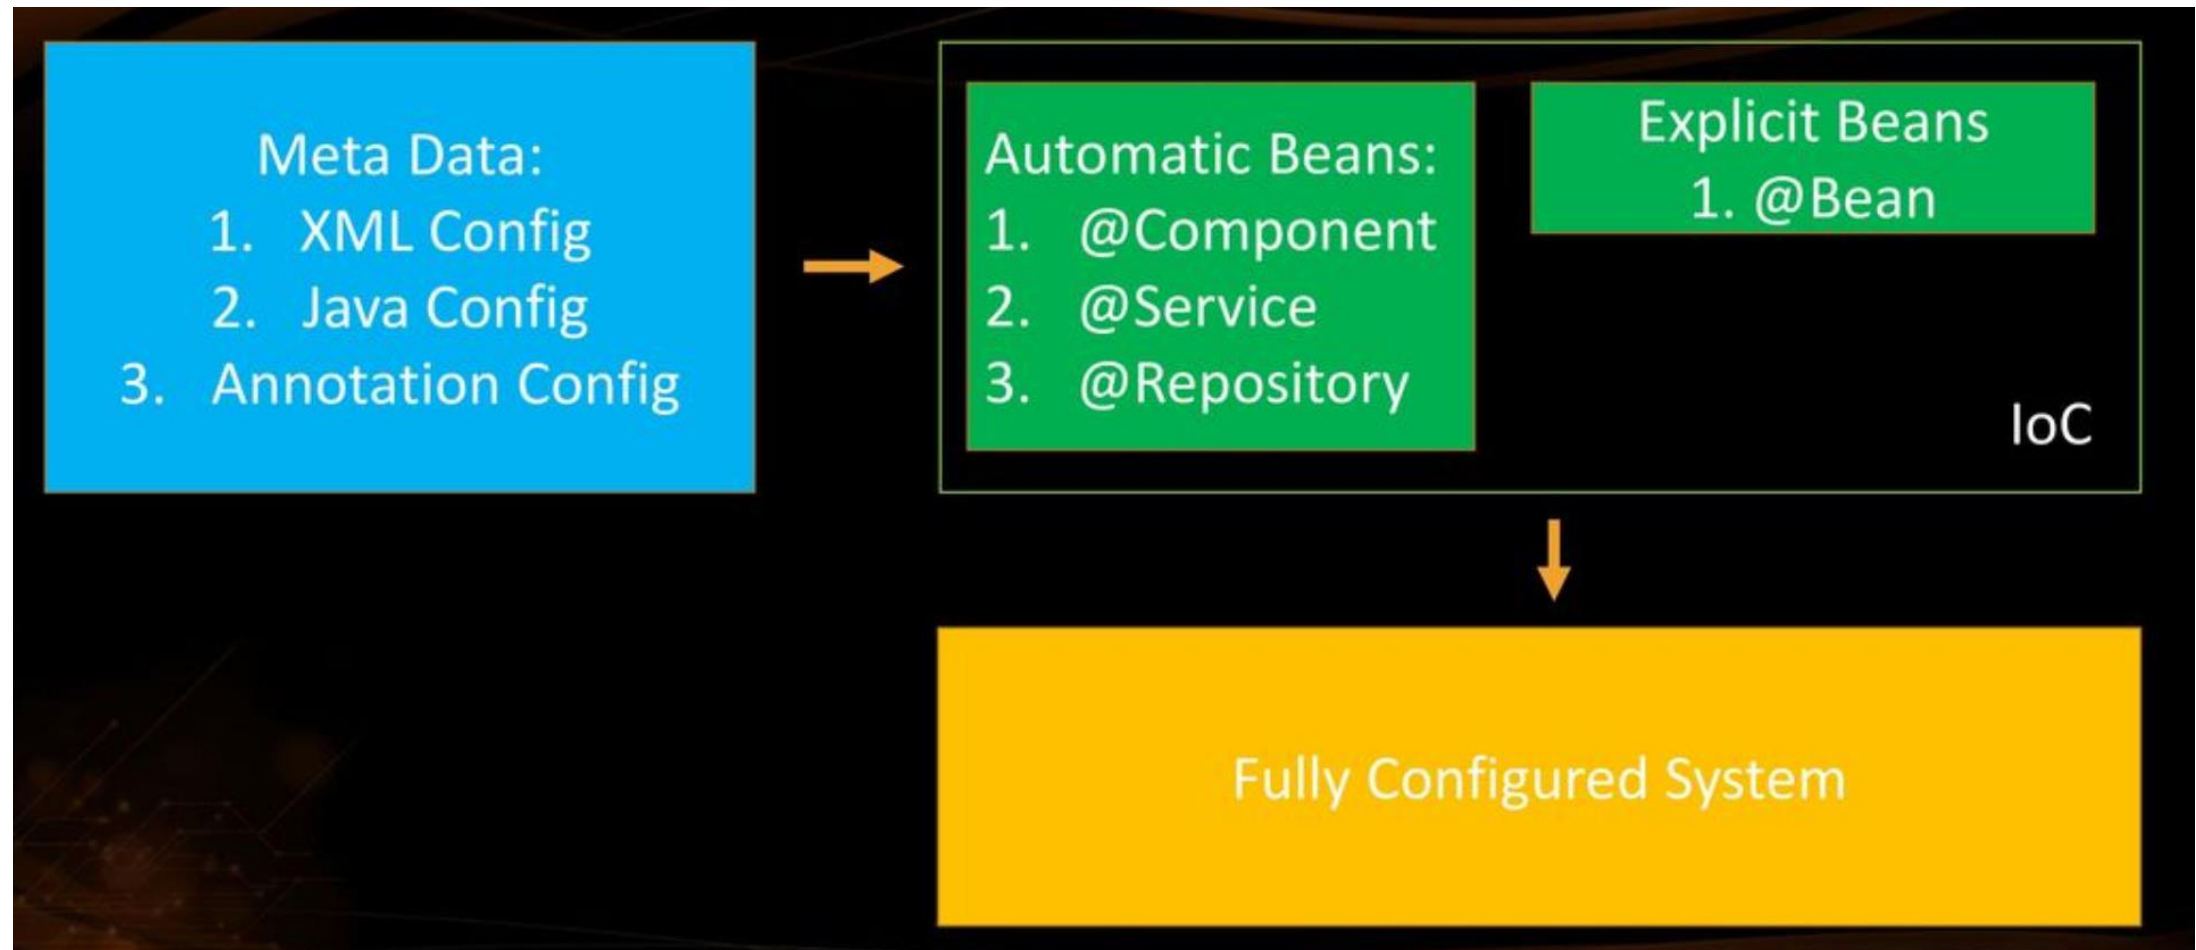 Meta Data:
1. XML Config
2. Java Config
3. Annotation Config
Automatic Beans:
1. @Component
2. @Service
3. @Repository
Explicit Beans
1. @Bean
IoC
Fully Configured System